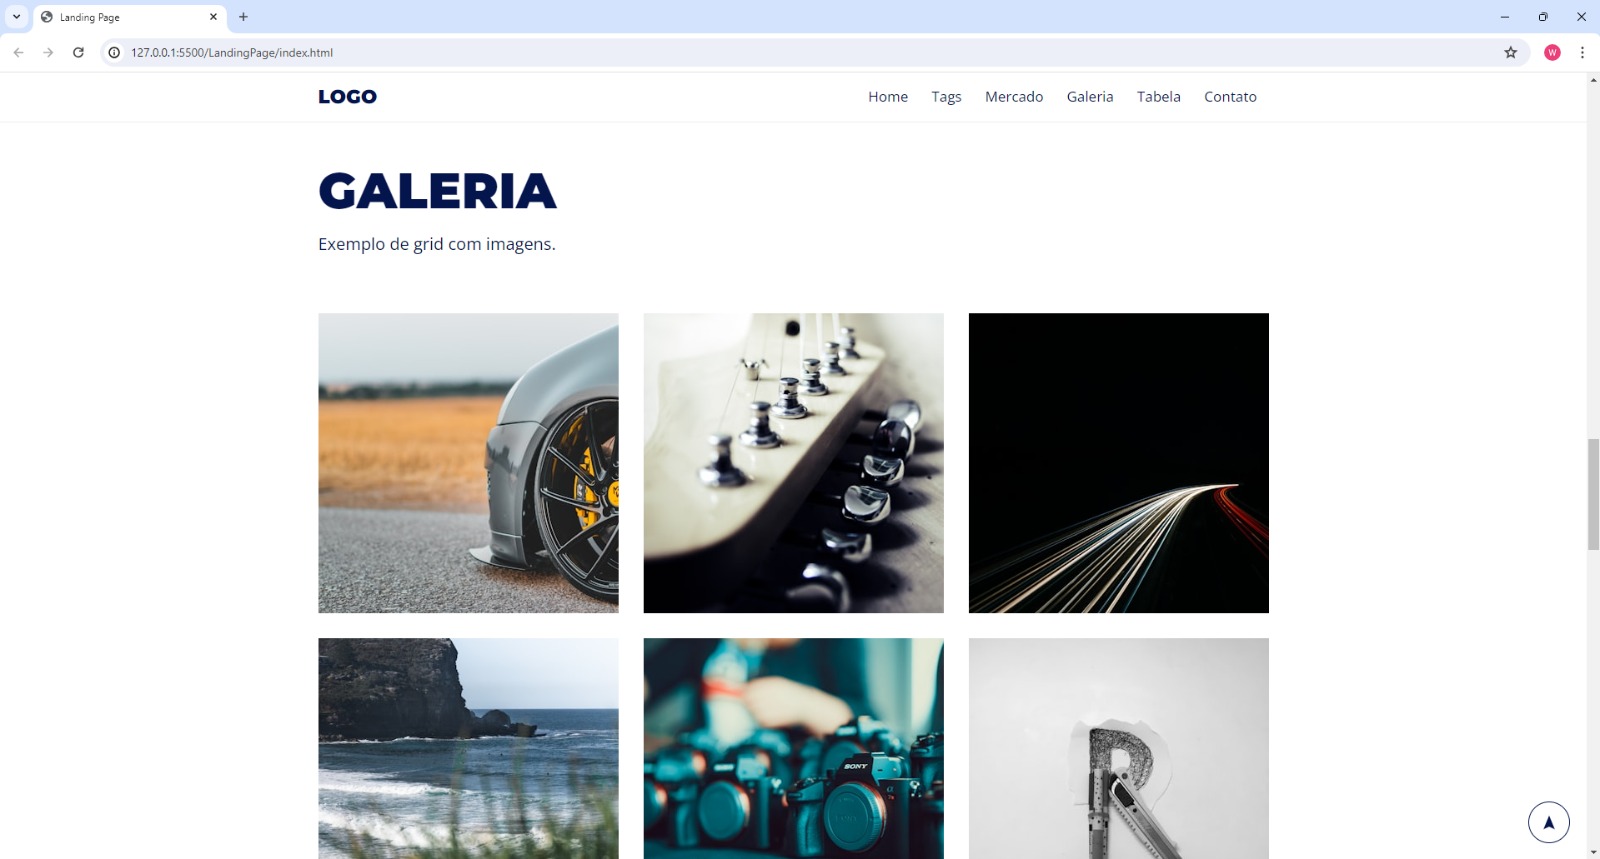 Landing Page
127.0.0.1:5500/LandingPage/index.html
W
LOGO
Home Tags Mercado Galeria Tabela Contato
GALERIA
Exemplo de grid com imagens.
SONY
α
R